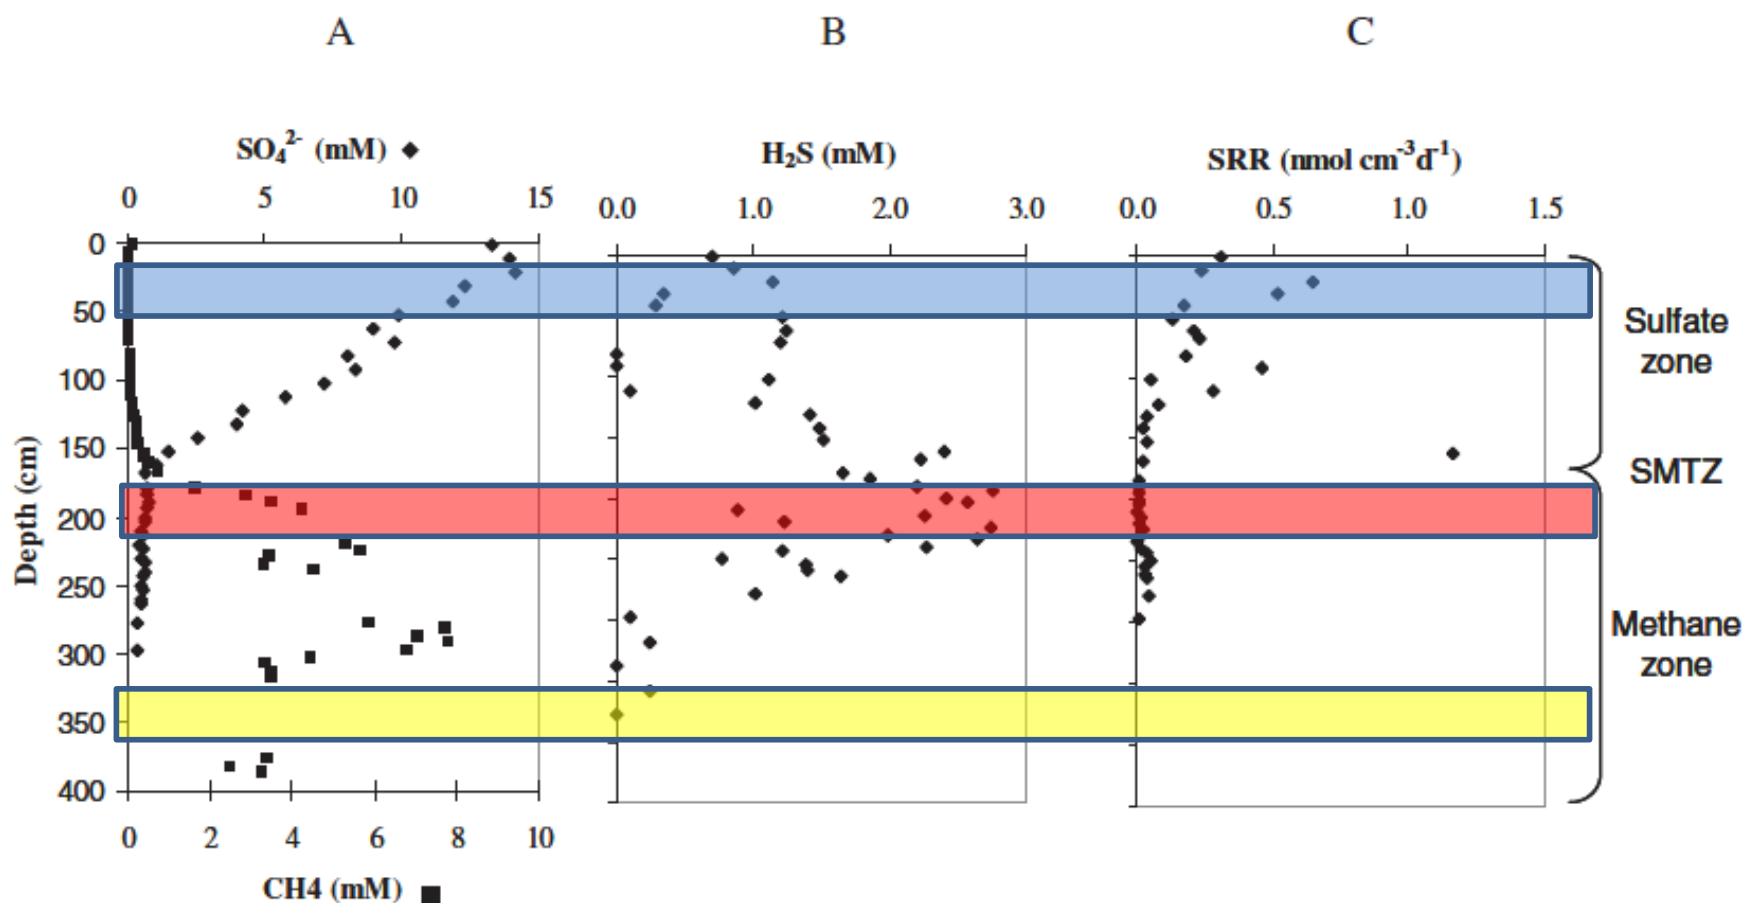 A B C
SO₄²⁻ (mM)
H₂S (mM)
SRR (nmol cm⁻³d⁻¹)
0 5 10 15
0.0 1.0 2.0 3.0
0.0 0.5 1.0 1.5
0
50
100
150
200
250
300
350
400
Depth (cm)
Sulfate
zone
SMTZ
Methane
zone
0 2 4 6 8 10
CH4 (mM)